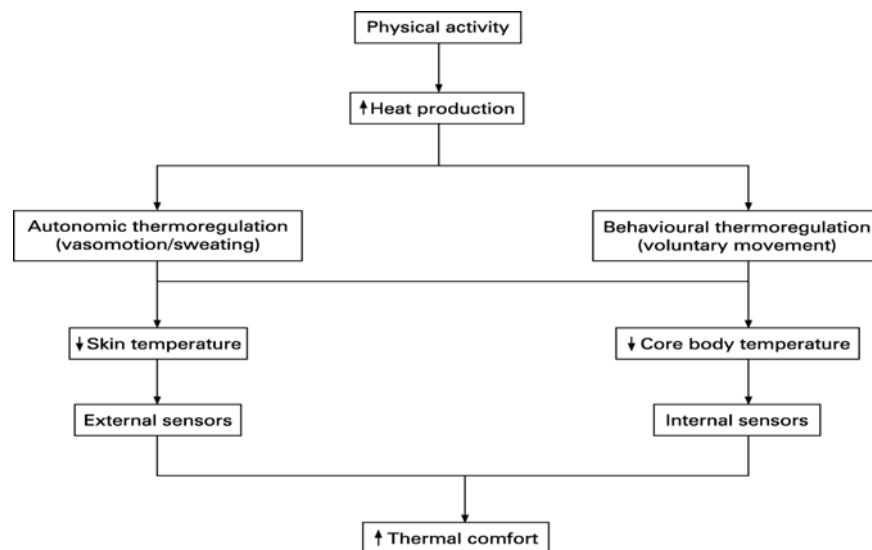 Physical activity
↑Heat production
Autonomic thermoregulation
(vasomotion/sweating)
Behavioural thermoregulation
(voluntary movement)
↓Skin temperature
↓ Core body temperature
External sensors
Internal sensors
↑ Thermal comfort